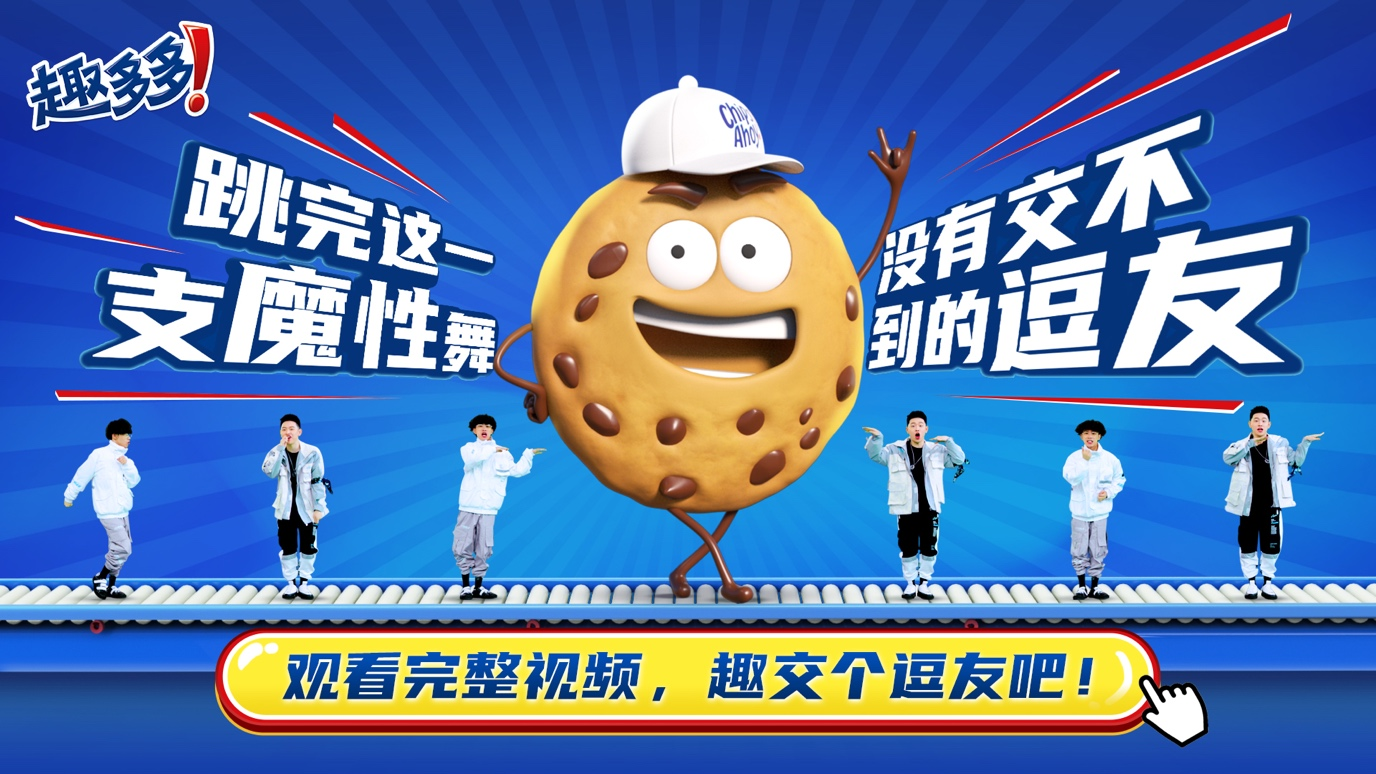 趣多多!
跳完这一
支魔性舞
Chips
Ahoy
没有交不
到的逗友
观看完整视频，趣交个逗友吧！